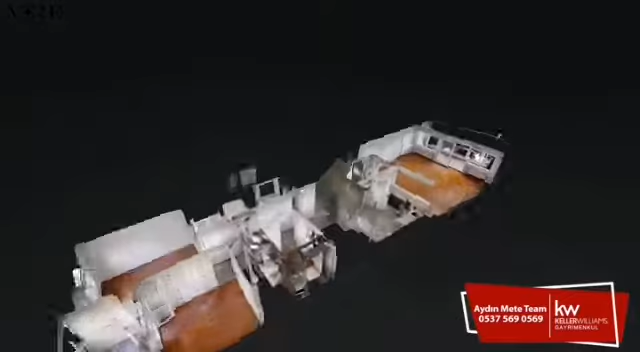 Aydın Mete Team
0537 569 0569
kw
KELLERWILLIAMS.
GAYRİMENKUL